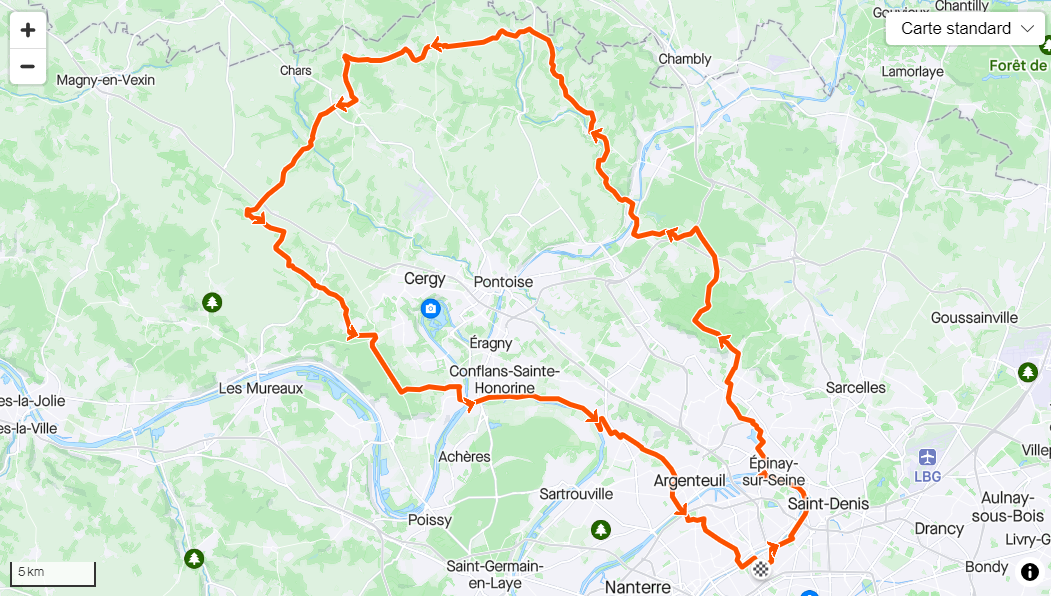 Chantilly
Gouvieux
Carte standard
+
Chambly
Chars
Magny-en-Vexin
Lamorlaye
Forêt de
−
Cergy
Pontoise
Goussainville
Éragny
Conflans-Sainte-
Honorine
Les Mureaux
Sarcelles
es-la-Jolie
es-la-Ville
Achères
Argenteuil
Épinay-
sur-Seine
LBG
Sartrouville
Saint-Denis
Aulnay-
sous-Bois
Poissy
Drancy
Livry-G
Saint-Germain-
en-Laye
Nanterre
Bondy
5 km